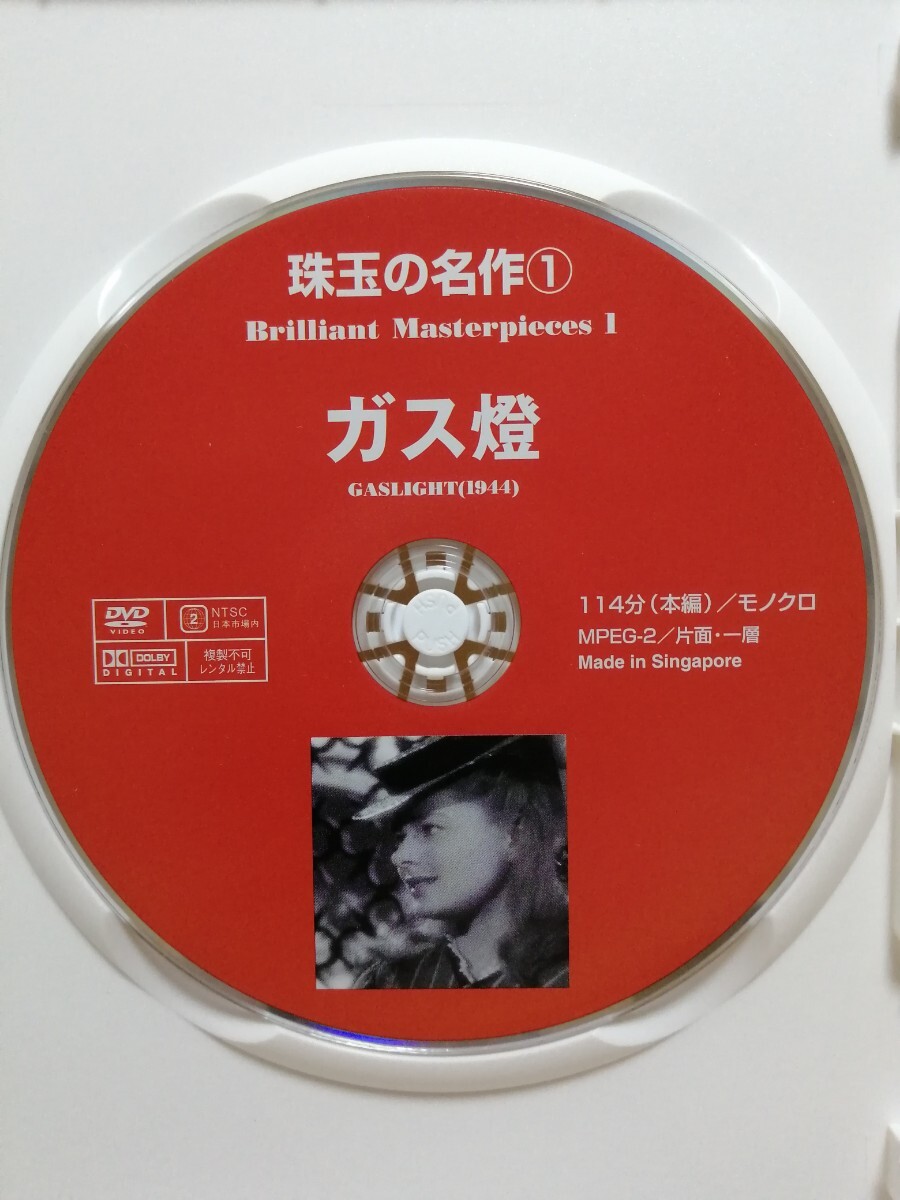 珠玉の名作①
Brilliant Masterpieces 1
ガス燈
GASLIGHT(1944)
DVD
VIDEO
2
NTSC
日本市場内
DOLBY
DIGITAL
複製不可
レンタル禁止
114分(本編)/モノクロ
MPEG-2/片面・一層
Made in Singapore
PUSH